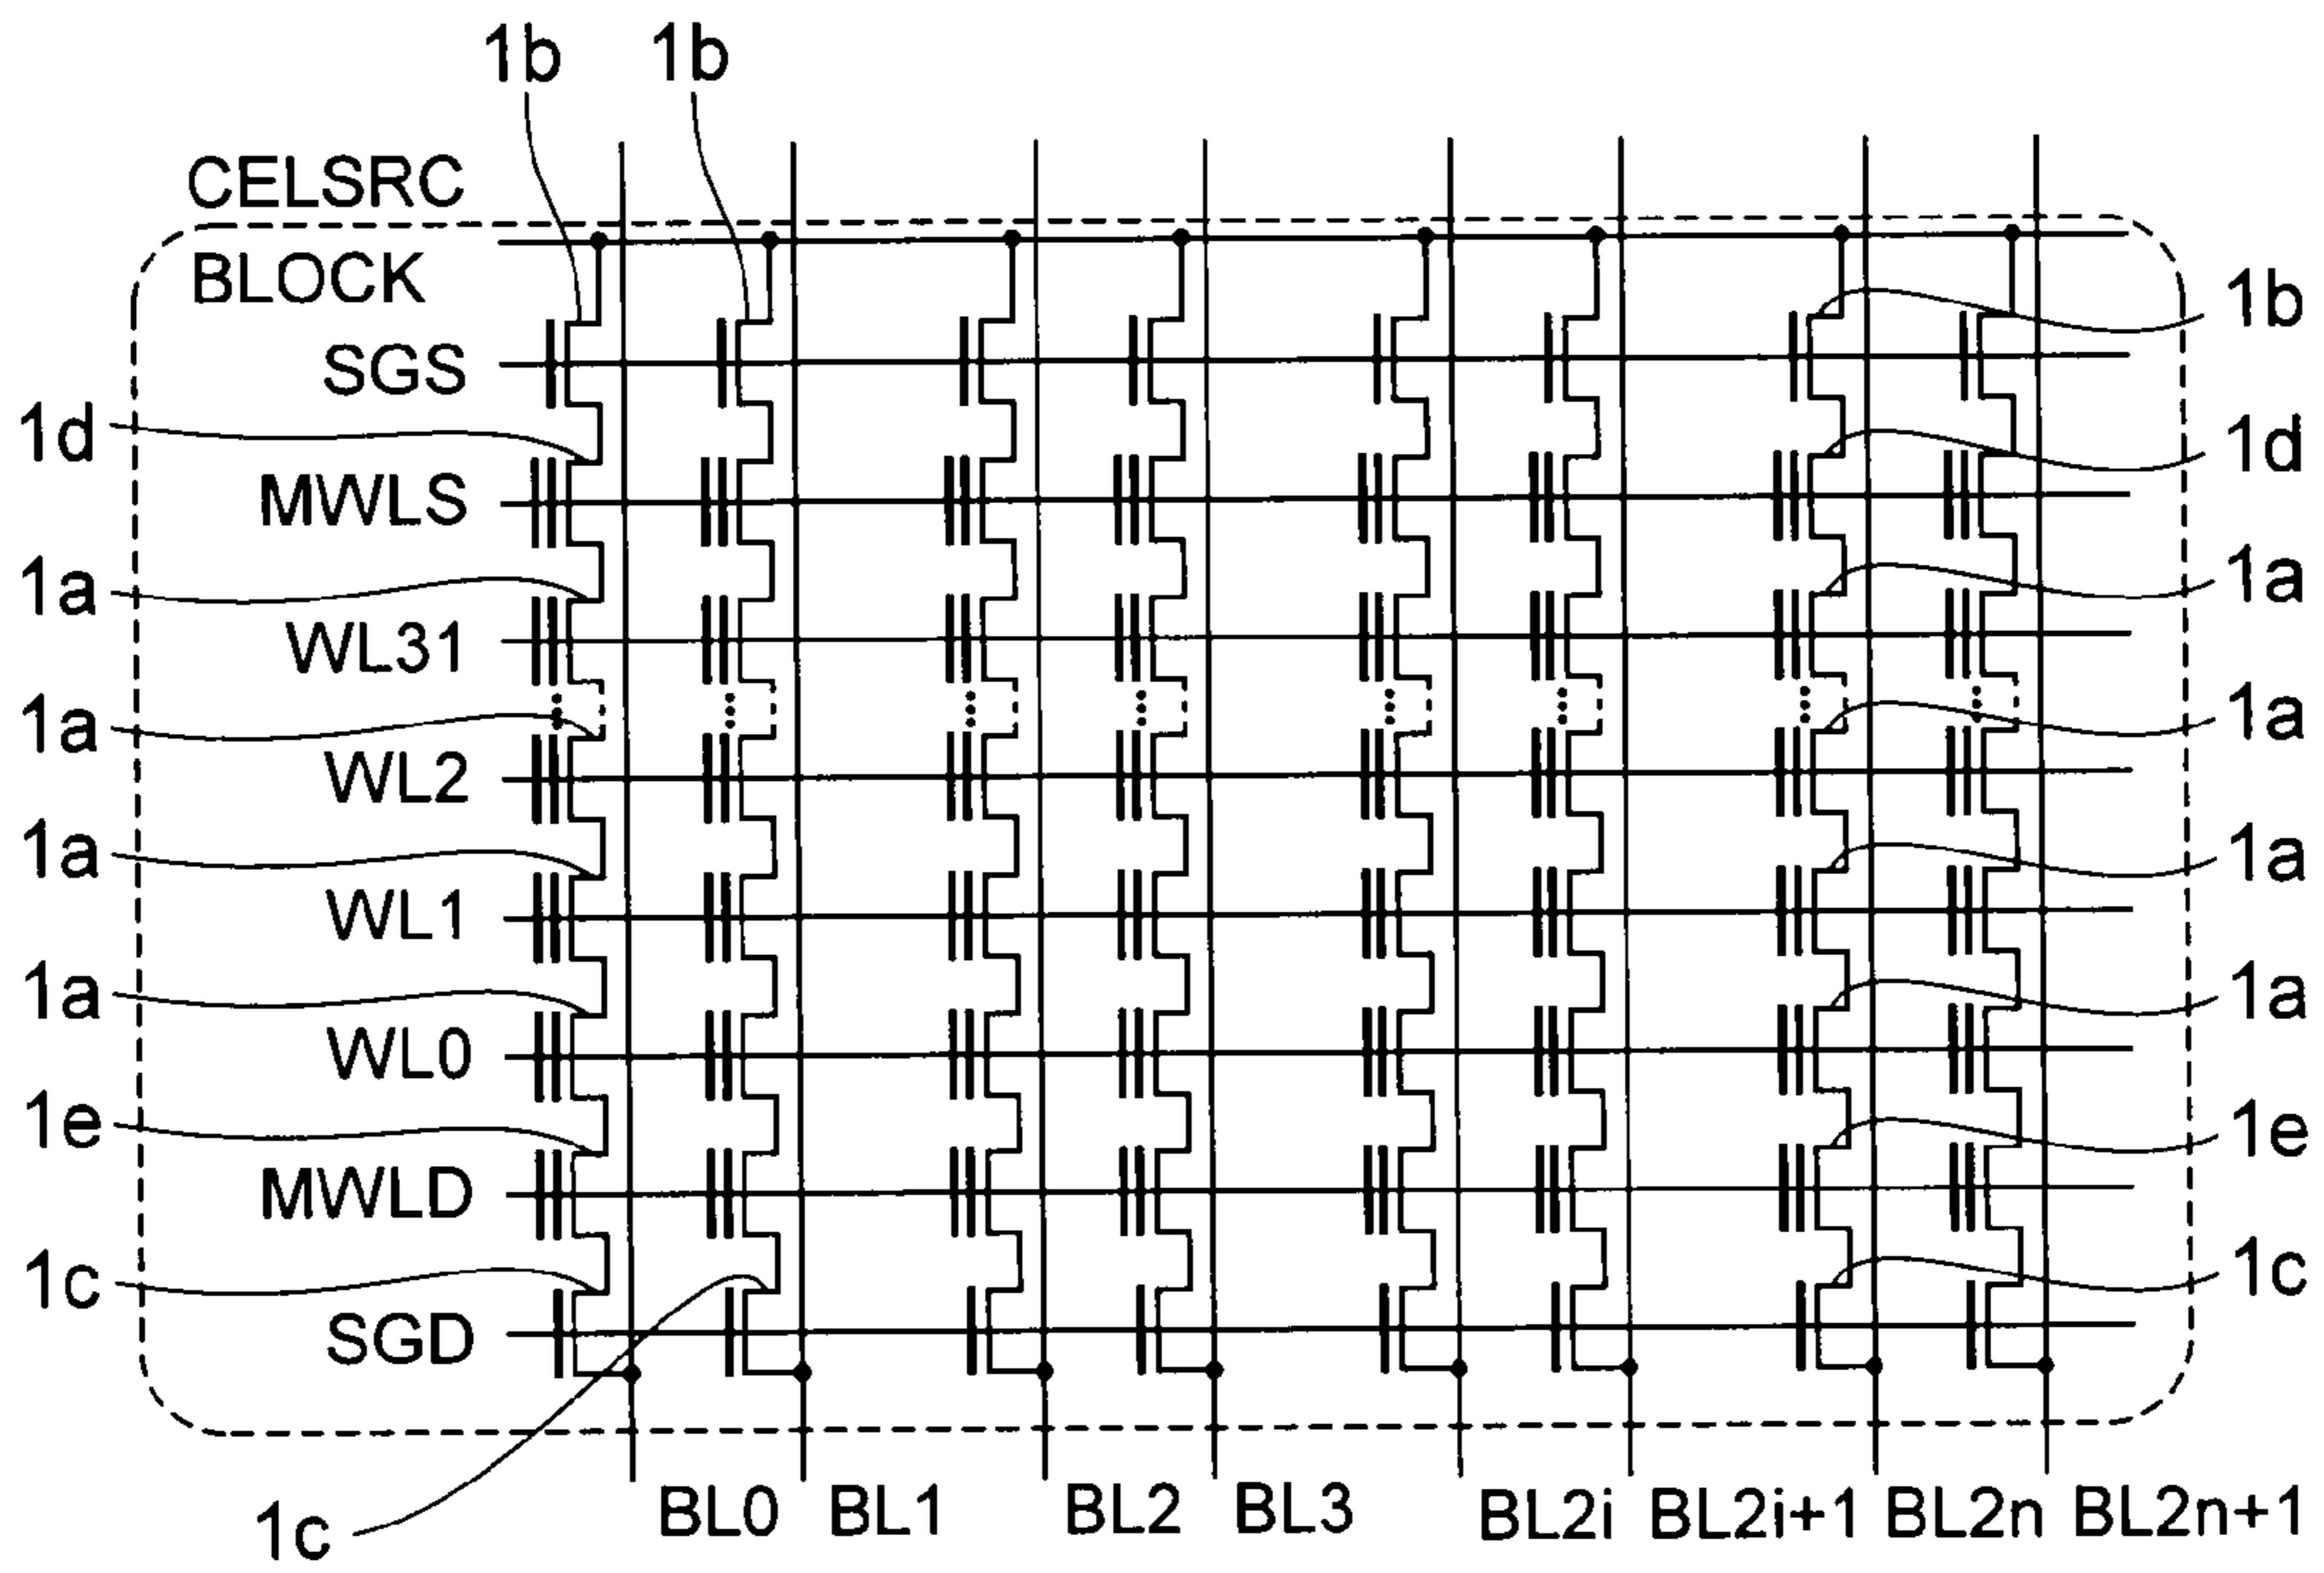 1b 1b
CELSRC
BLOCK
1b
SGS
1d 1d
MWLS
1a 1a
WL31
1a 1a
WL2
1a 1a
WL1
1a 1a
WL0
1e 1e
MWLD
1c 1c
SGD
BL0 BL1 BL2 BL3 BL2i BL2i+1 BL2n BL2n+1
1c